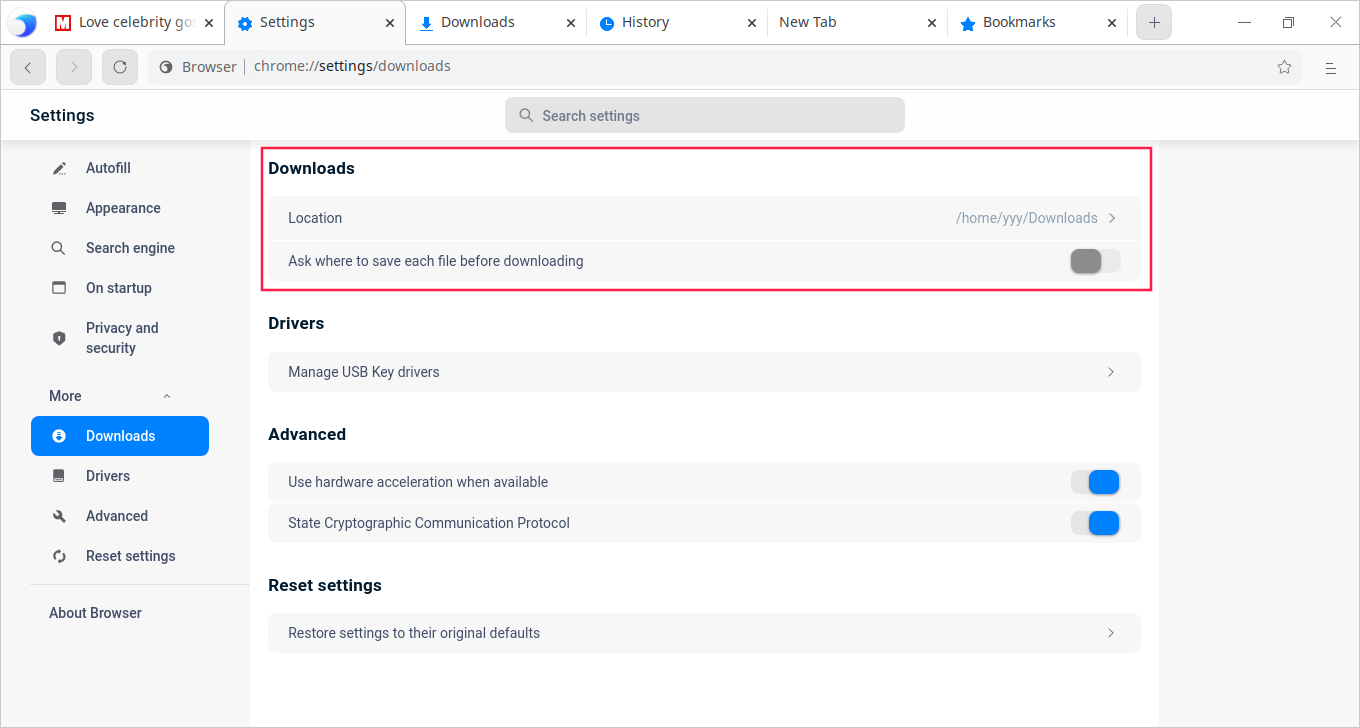 M Love celebrity go
Settings
Downloads
History
New Tab
Bookmarks
Browser | chrome://settings/downloads
Settings
Search settings
Autofill
Appearance
Search engine
On startup
Privacy and
security
More
Downloads
Drivers
Advanced
Reset settings
About Browser
Downloads
Location /home/yyy/Downloads
Ask where to save each file before downloading
Drivers
Manage USB Key drivers
Advanced
Use hardware acceleration when available
State Cryptographic Communication Protocol
Reset settings
Restore settings to their original defaults